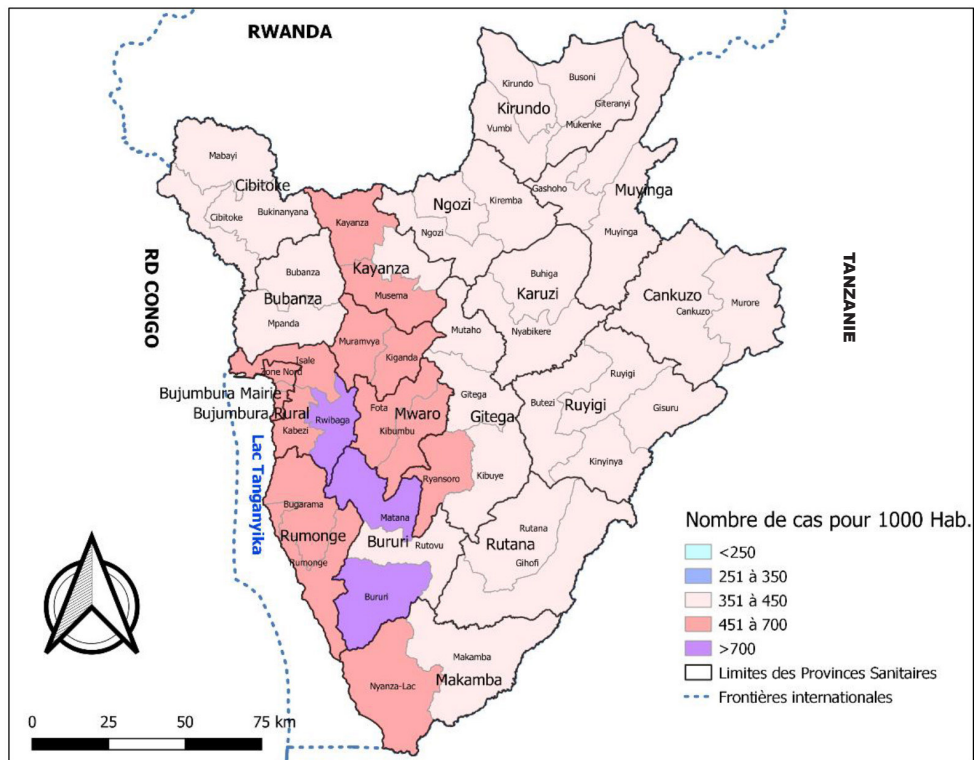 RWANDA
Kirundo
Busoni
Giteranyi
Kirundo
Vumbi
Mukenke
Mabayi
Cibitoke
Bukinanyana
Cibitoke
Kayanza
Ngozi
Kiremba
Ngozi
Gashoho
Muyinga
Muyinga
RD CONGO
Bubanza
Bubanza
Mpanda
Kayanza
Musema
Buhiga
Karuzi
Nyabikere
Cankuzo
Cankuzo
Murore
TANZANIE
Mutaho
Muramvya
Kiganda
Isale
Zone Nord
Bujumbura Mairie
Bujumbura Rural
Kabezi
Rwibaga
Fota
Mwaro
Kibumbu
Gitega
Gitega
Ruyigi
Butezi
Ruyigi
Gisuru
Kinyinya
Lac Tanganyika
Ryansoro
Kibuye
Bugarama
Rumonge
Rumonge
Matana
Bururi
Rutovu
Rutana
Rutana
Gihofi
Bururi
Makamba
Makamba
Nyanza-Lac
Nombre de cas pour 1000 Hab.
<250
251 à 350
351 à 450
451 à 700
>700
Limites des Provinces Sanitaires
Frontières internationales
0 25 50 75 km